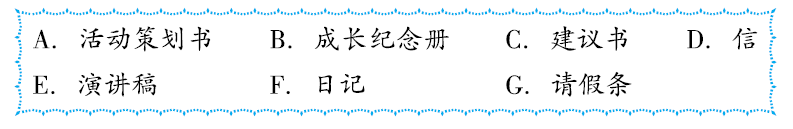 A. 活动策划书 B. 成长纪念册 C. 建议书 D. 信
E. 演讲稿 F. 日记 G. 请假条